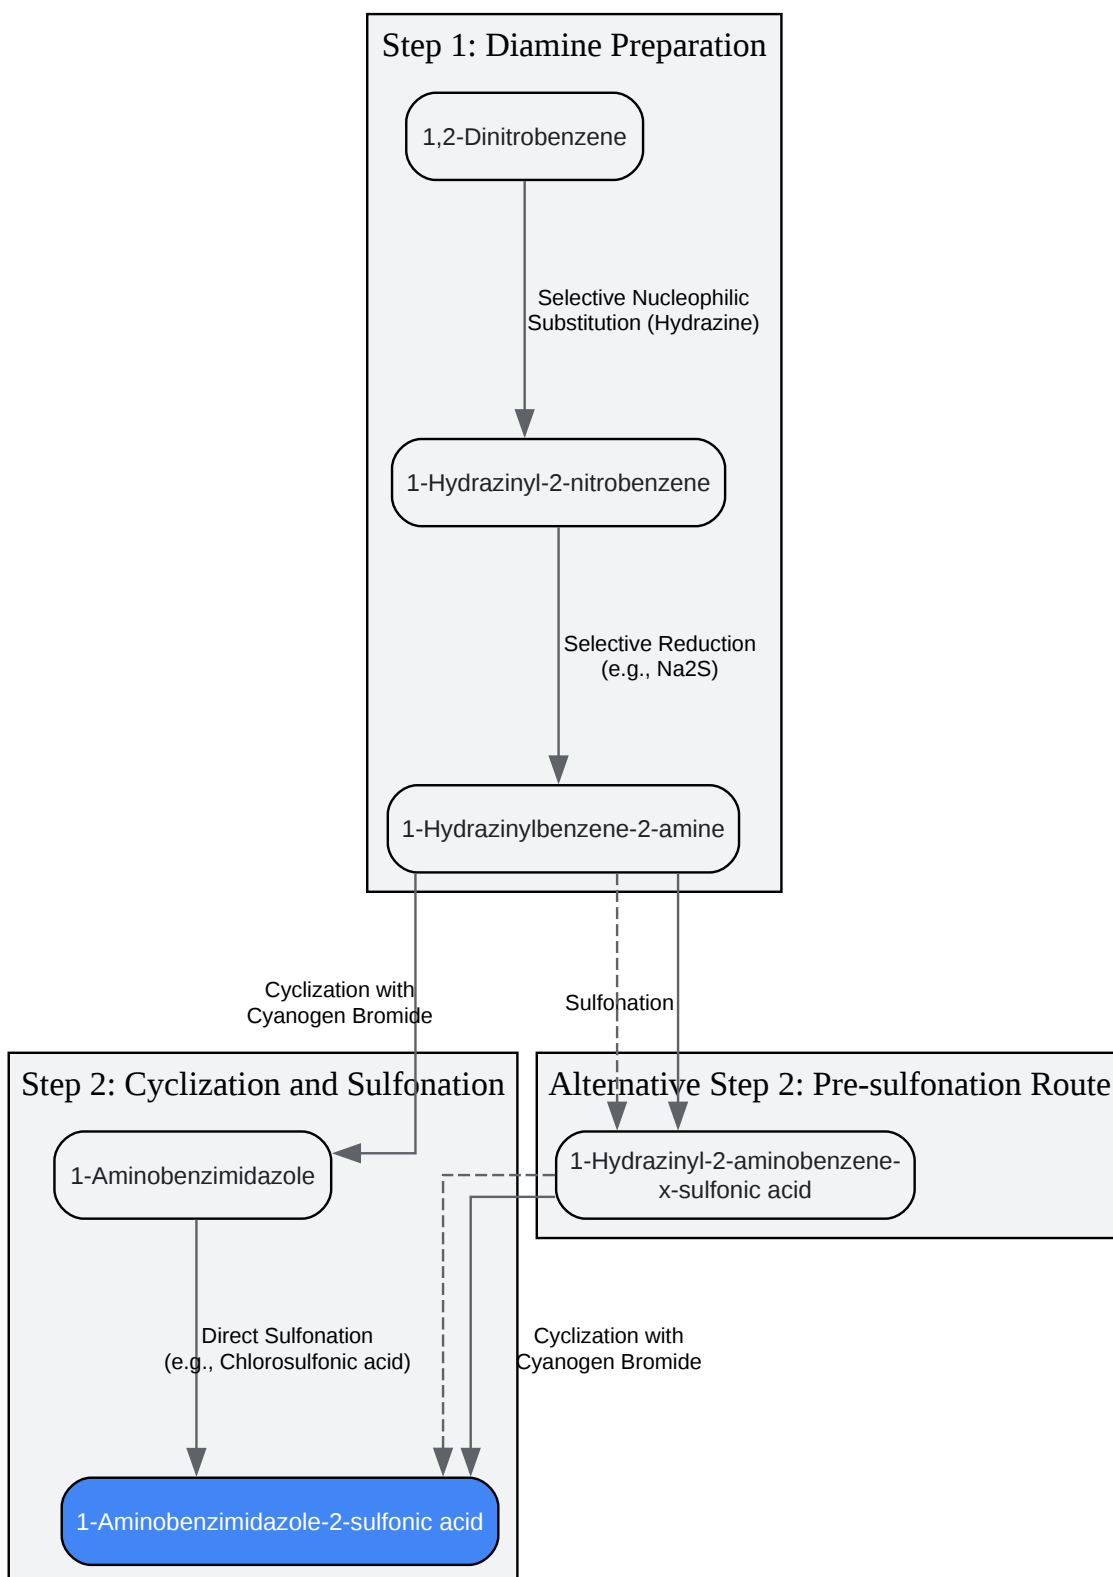 Step 1: Diamine Preparation
1,2-Dinitrobenzene
Selective Nucleophilic
Substitution (Hydrazine)
1-Hydrazinyl-2-nitrobenzene
Selective Reduction
(e.g., Na2S)
1-Hydrazinylbenzene-2-amine
Cyclization with
Cyanogen Bromide
Sulfonation
Step 2: Cyclization and Sulfonation
Alternative Step 2: Pre-sulfonation Route
1-Aminobenzimidazole
1-Hydrazinyl-2-aminobenzene-
x-sulfonic acid
Direct Sulfonation
(e.g., Chlorosulfonic acid)
Cyclization with
Cyanogen Bromide
1-Aminobenzimidazole-2-sulfonic acid